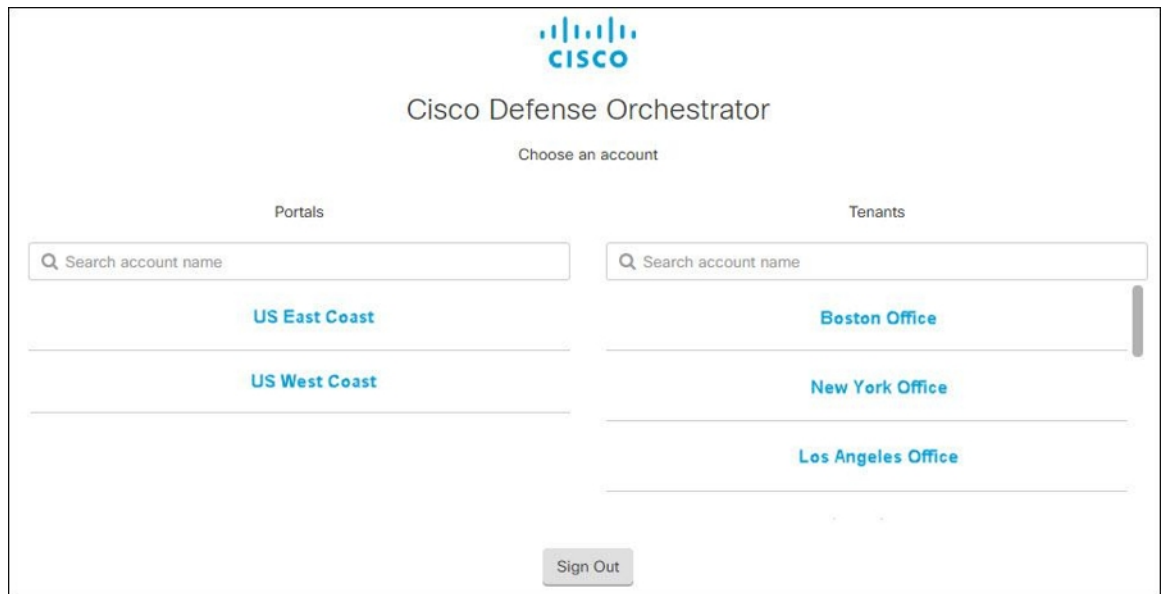 CISCO
Cisco Defense Orchestrator
Choose an account
Portals
Tenants
Search account name
Search account name
US East Coast
Boston Office
US West Coast
New York Office
Los Angeles Office
Sign Out